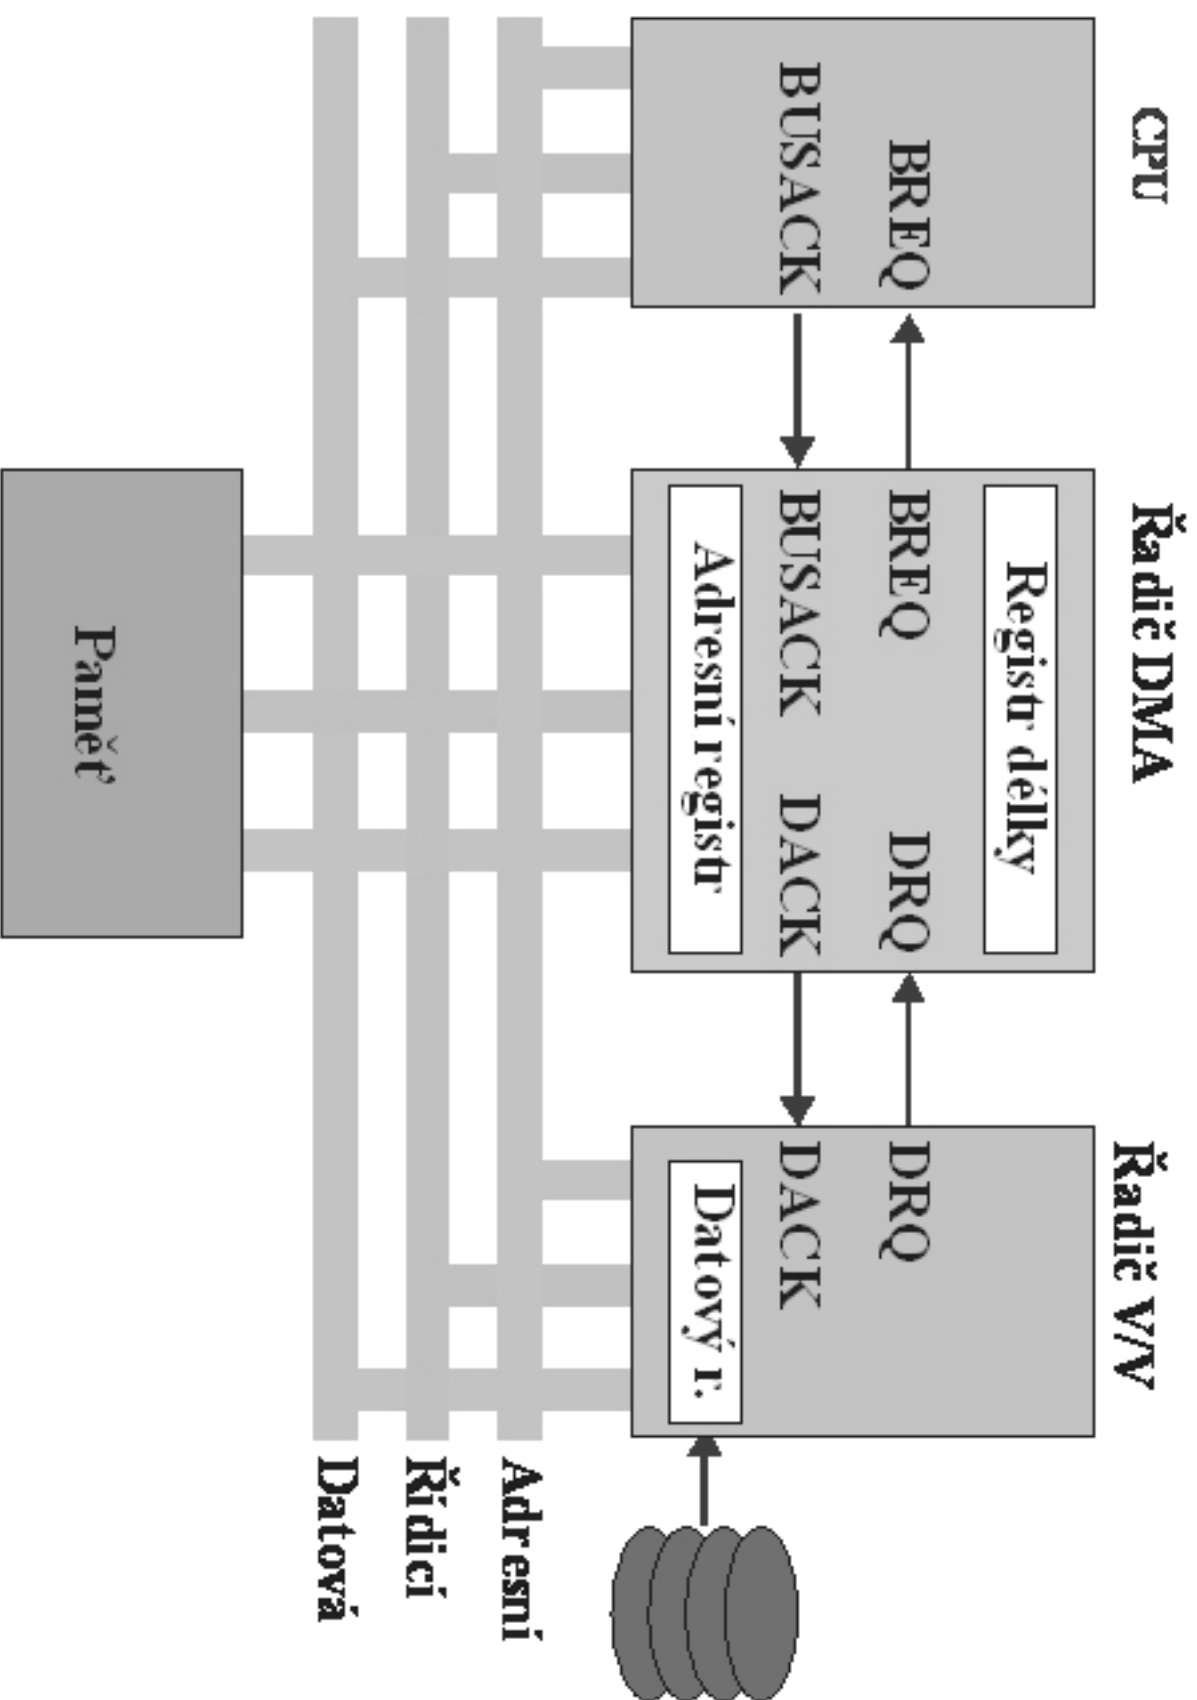 CPU
Řadič DMA
Řadič V/V
Registr délky
BREQ
BREQ
DRQ
DRQ
BUSACK
BUSACK
DACK
DACK
Adresní registr
Datový r.
Adresní
Řídicí
Datová
Paměť